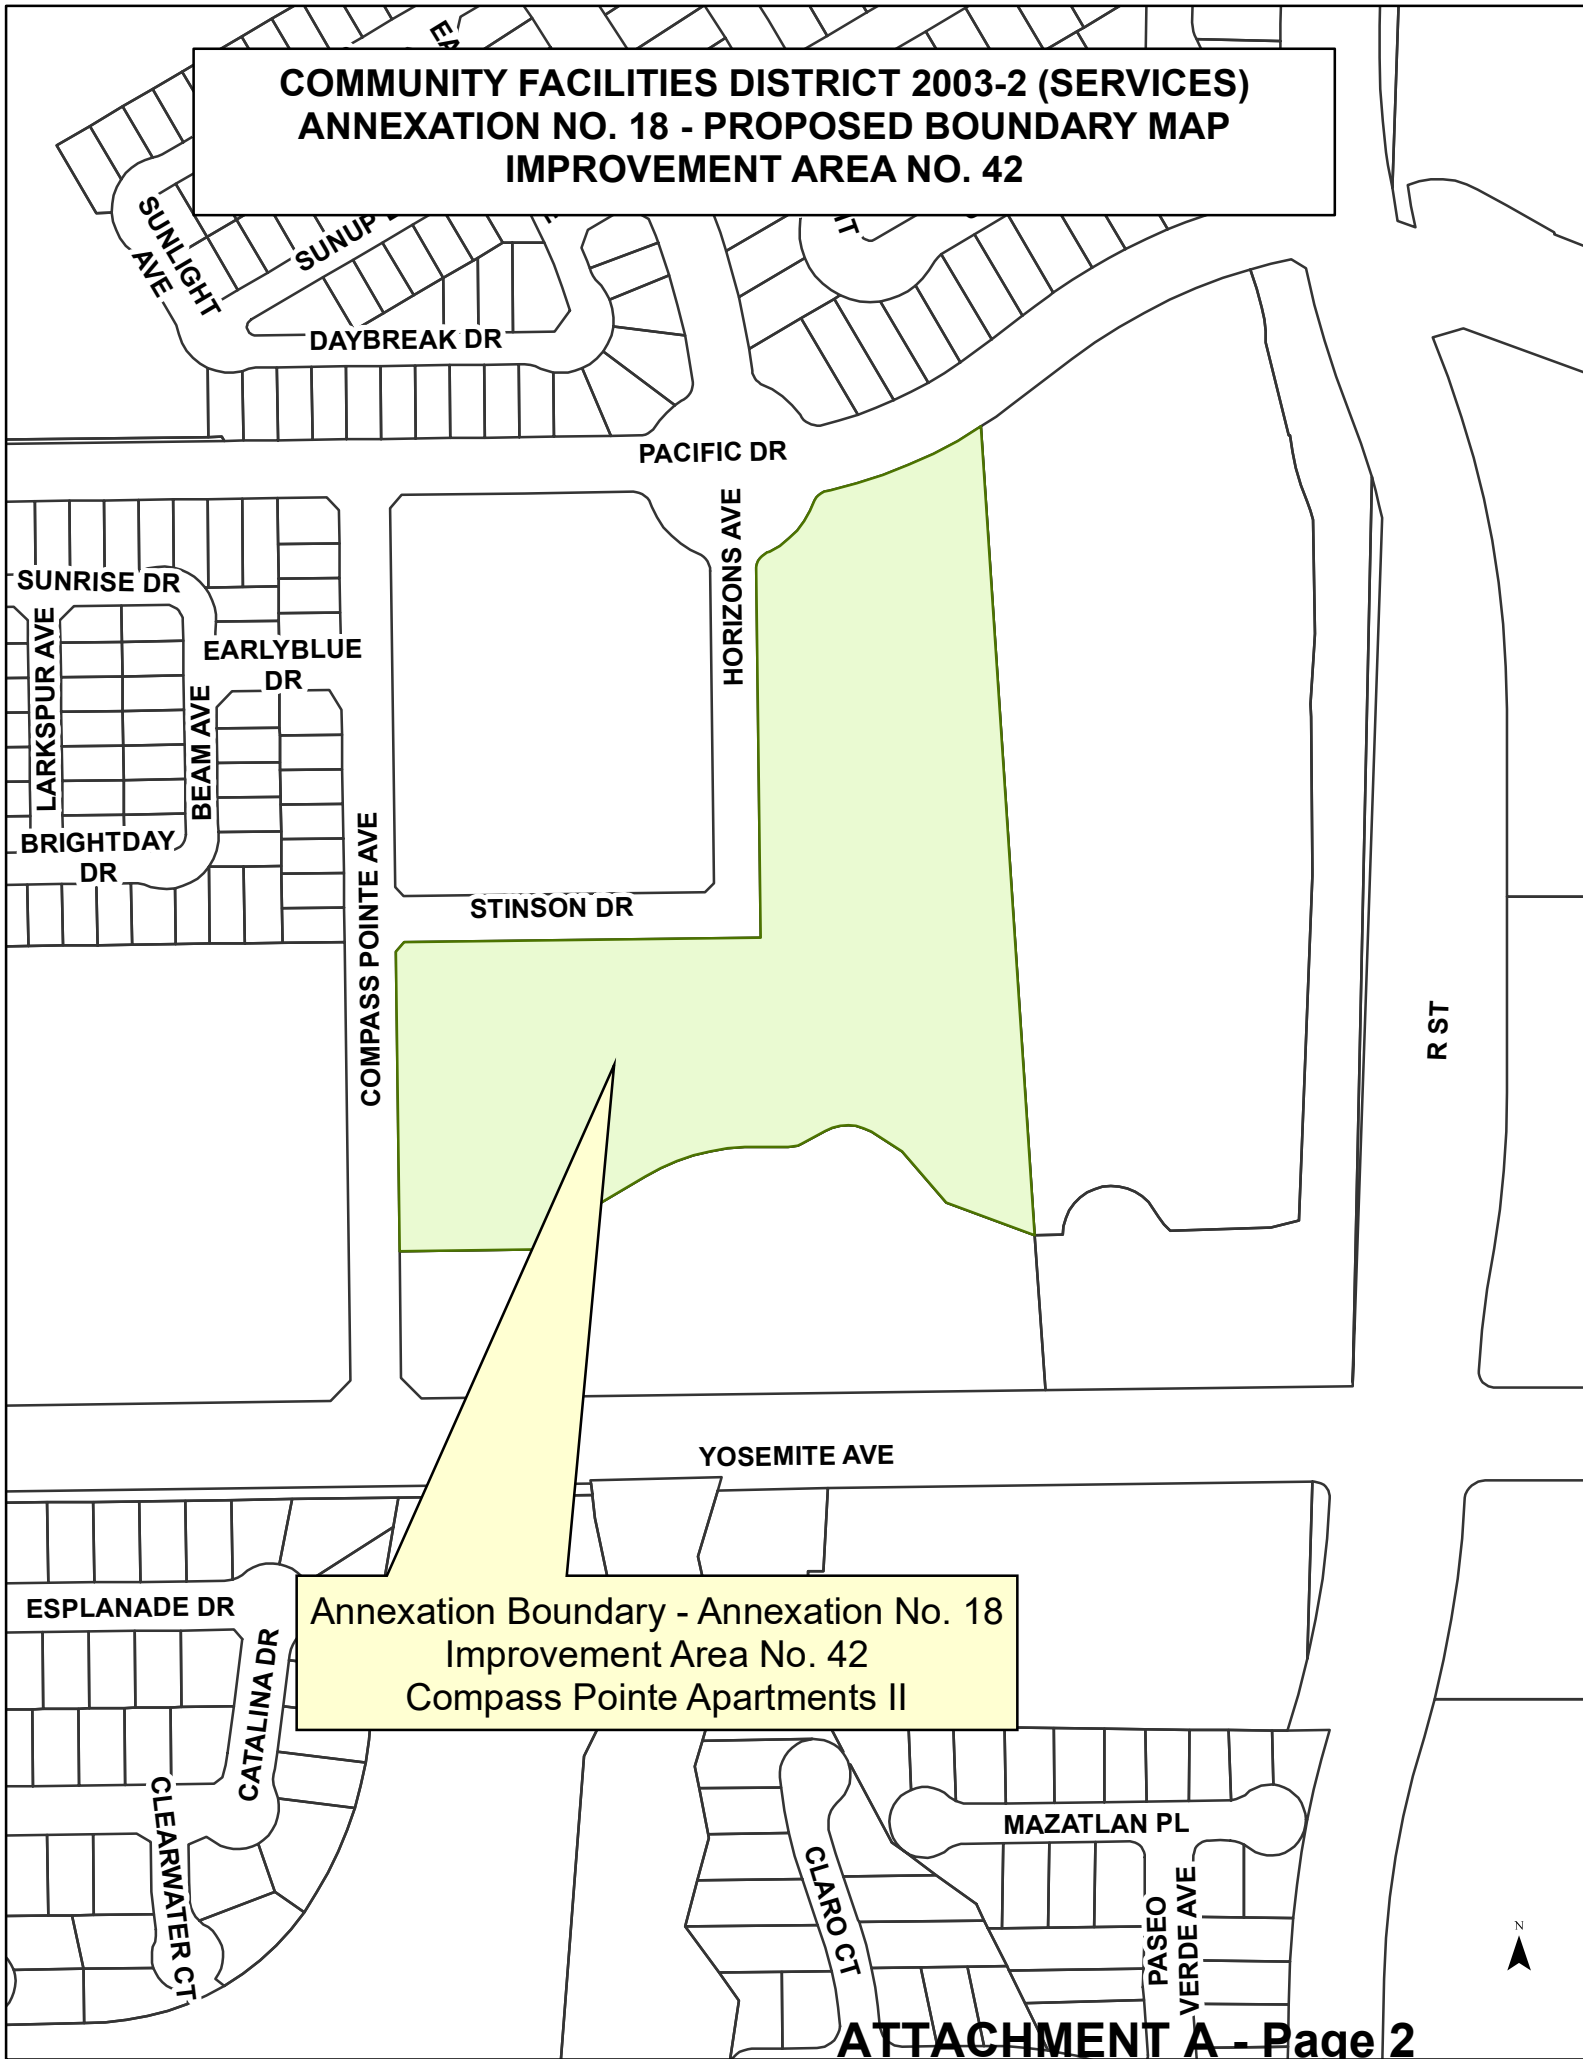 COMMUNITY FACILITIES DISTRICT 2003-2 (SERVICES)
ANNEXATION NO. 18 - PROPOSED BOUNDARY MAP
IMPROVEMENT AREA NO. 42
SUNLIGHT
AVE
SUNUP
DAYBREAK DR
PACIFIC DR
HORIZONS AVE
SUNRISE DR
LARKSPUR AVE
EARLYBLUE
DR
BEAM AVE
BRIGHTDAY
DR
COMPASS POINTE AVE
STINSON DR
R ST
YOSEMITE AVE
Annexation Boundary - Annexation No. 18
Improvement Area No. 42
Compass Pointe Apartments II
ESPLANADE DR
CATALINA DR
CLEARWATER CT
CLARO CT
MAZATLAN PL
PASEO
VERDE AVE
N
ATTACHMENT A - Page 2